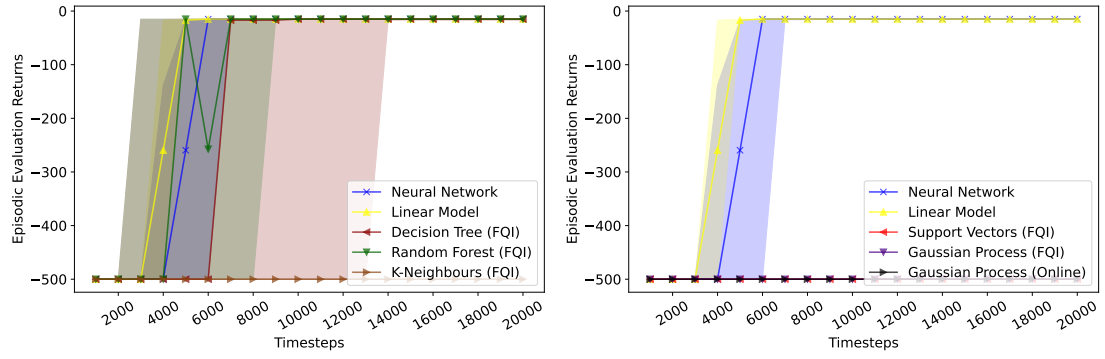 0
−100
−200
−300
−400
−500
Episodic Evaluation Returns
2000
4000
6000
8000
10000
12000
14000
16000
18000
20000
Timesteps
Neural Network
Linear Model
Decision Tree (FQI)
Random Forest (FQI)
K-Neighbours (FQI)
0
−100
−200
−300
−400
−500
Episodic Evaluation Returns
2000
4000
6000
8000
10000
12000
14000
16000
18000
20000
Timesteps
Neural Network
Linear Model
Support Vectors (FQI)
Gaussian Process (FQI)
Gaussian Process (Online)